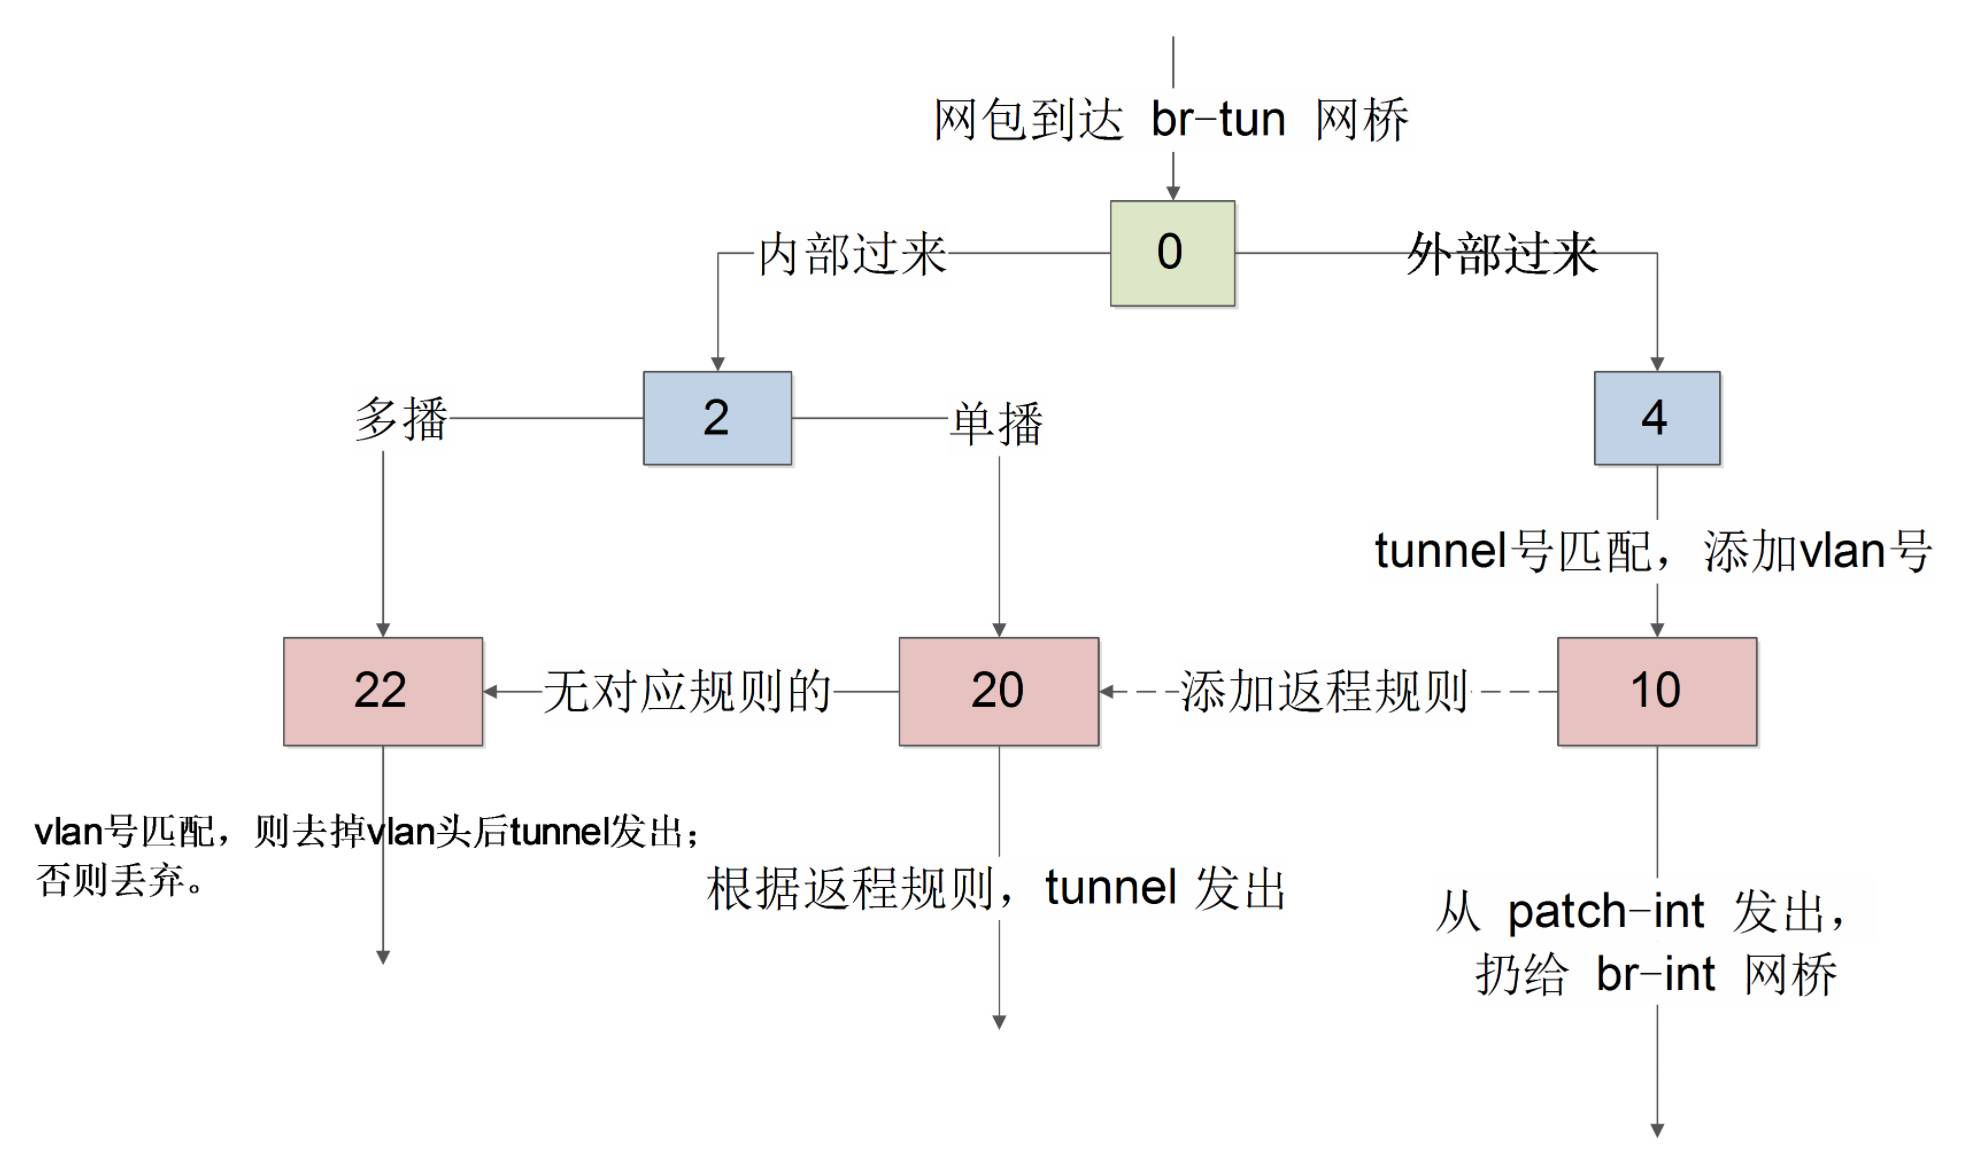 网包到达 br-tun 网桥
0
内部过来
外部过来
2
4
多播
单播
tunnel号匹配，添加vlan号
22
无对应规则的
20
添加返程规则
10
vlan号匹配，则去掉vlan头后tunnel发出；
否则丢弃。
根据返程规则，tunnel 发出
从 patch-int 发出，
扔给 br-int 网桥